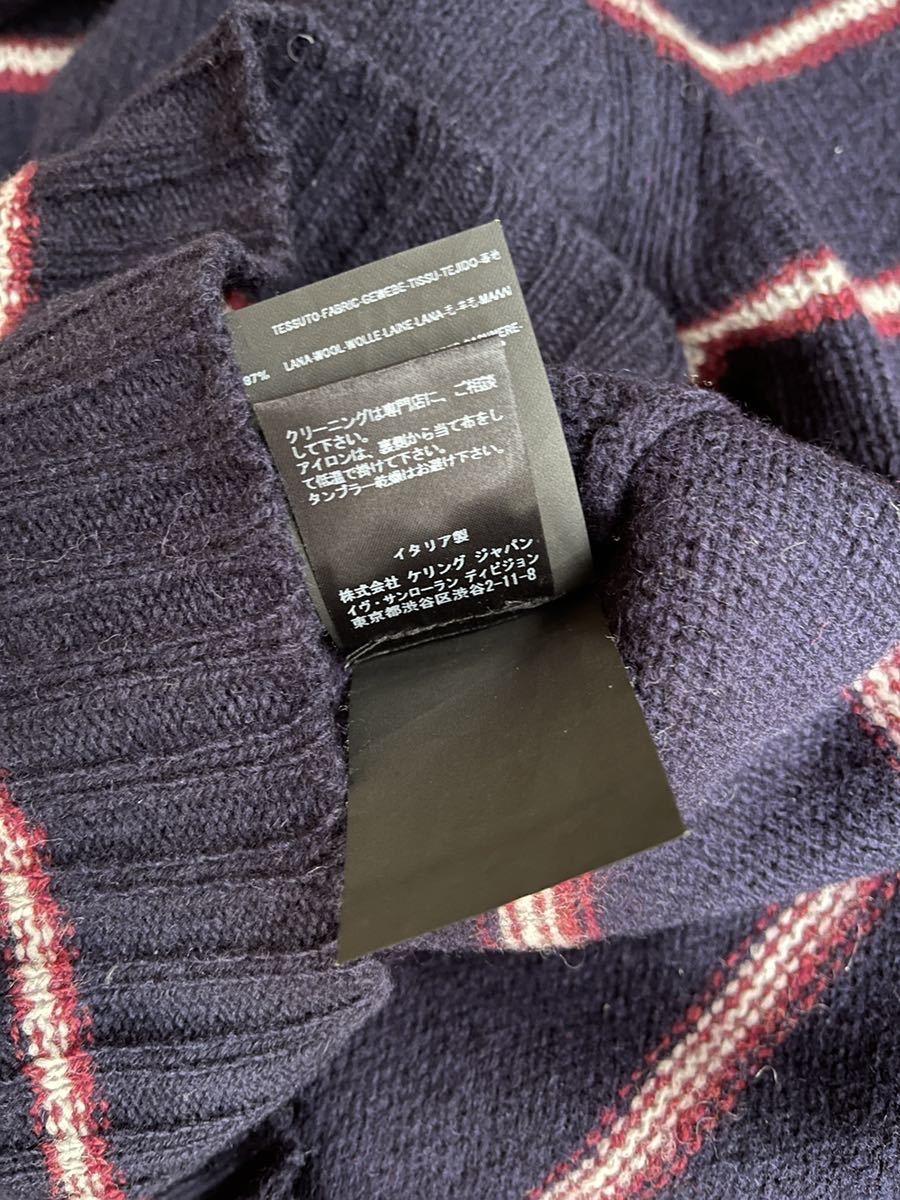 TESSUTO-FABRIC-GEWEBE-TISSU-TEJIDO-
87% LANA-WOOL-WOLLE-LAINE-LANA-毛-羊毛-
CASHMERE-
クリーニングは専門店に、ご相談
して下さい。
アイロンは、裏側から当て布をし
て低温で掛けて下さい。
タンブラー乾燥はお避け下さい。
イタリア製
株式会社 ケリング ジャパン
イヴ・サンローラン ディビジョン
東京都渋谷区渋谷2-11-8